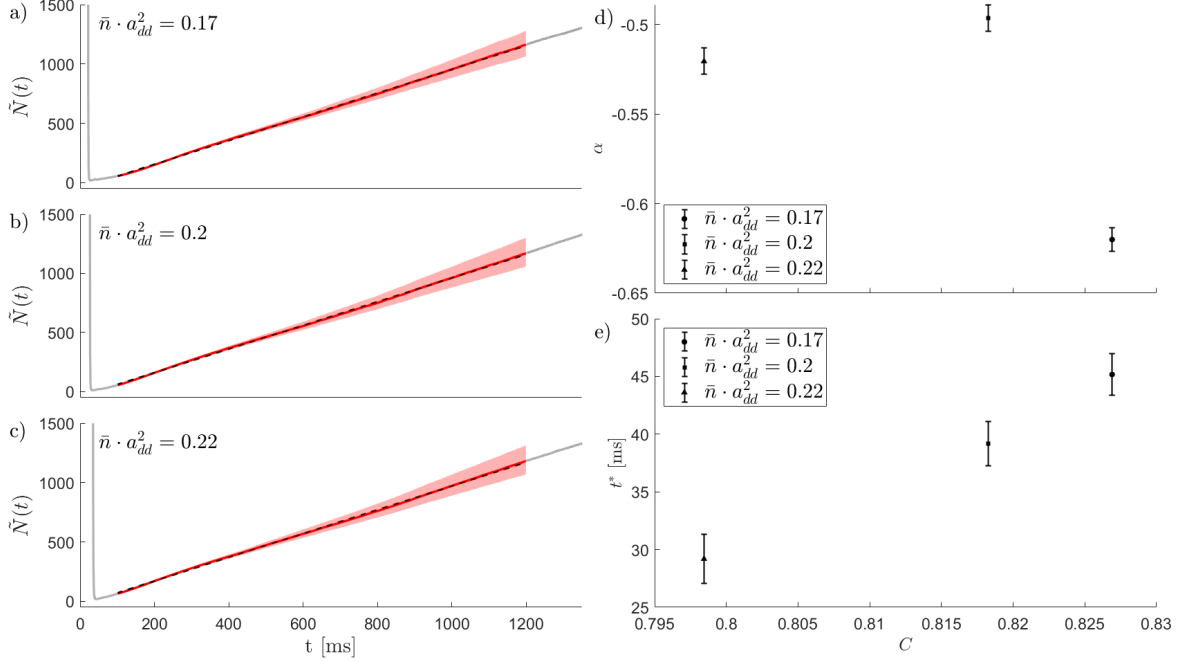 a)
n̄ · a²dd = 0.17
1500
1000
500
0
Ñ(t)
b)
n̄ · a²dd = 0.2
1500
1000
500
0
Ñ(t)
c)
n̄ · a²dd = 0.22
1500
1000
500
0
Ñ(t)
0 200 400 600 800 1000 1200
t [ms]
d)
-0.5
-0.55
-0.6
-0.65
α
n̄ · a²dd = 0.17
n̄ · a²dd = 0.2
n̄ · a²dd = 0.22
e)
50
45
40
35
30
25
t* [ms]
n̄ · a²dd = 0.17
n̄ · a²dd = 0.2
n̄ · a²dd = 0.22
0.795 0.8 0.805 0.81 0.815 0.82 0.825 0.83
C